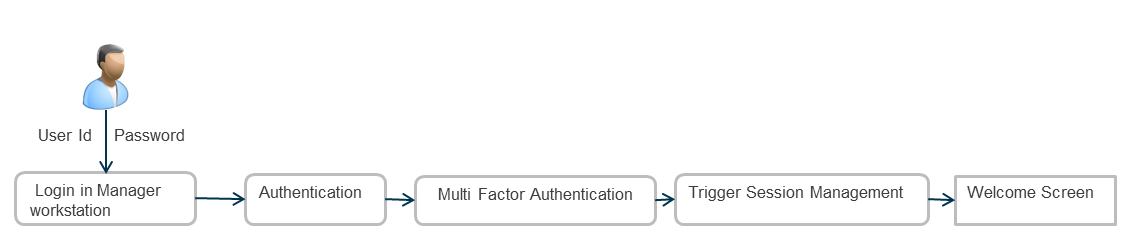 User Id Password
Login in Manager
workstation
Authentication
Multi Factor Authentication
Trigger Session Management
Welcome Screen